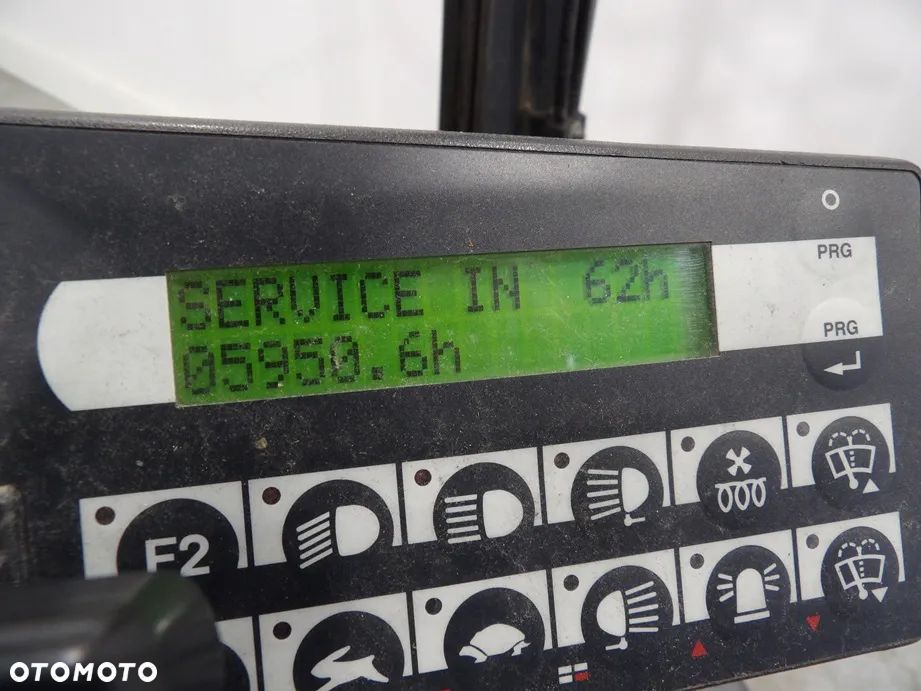 PRG
SERVICE IN 62h
05950.6h
PRG
F2
OTOMOTO